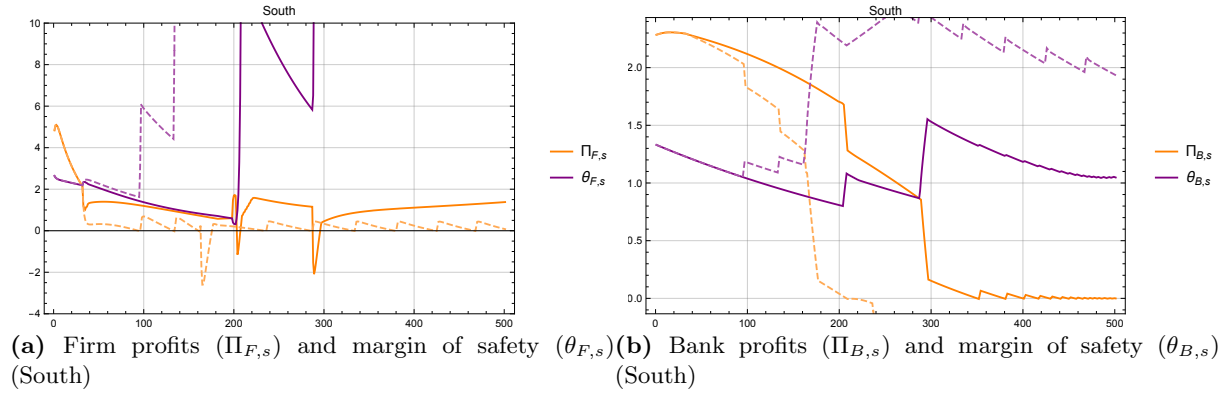 South
10
8
6
4
2
0
−2
−4
0
100
200
300
400
500
Π_{F,s}
θ_{F,s}
South
2.0
1.5
1.0
0.5
0.0
0
100
200
300
400
500
Π_{B,s}
θ_{B,s}
(a) Firm profits (Π_{F,s}) and margin of safety (θ_{F,s})
(South)
(b) Bank profits (Π_{B,s}) and margin of safety (θ_{B,s})
(South)